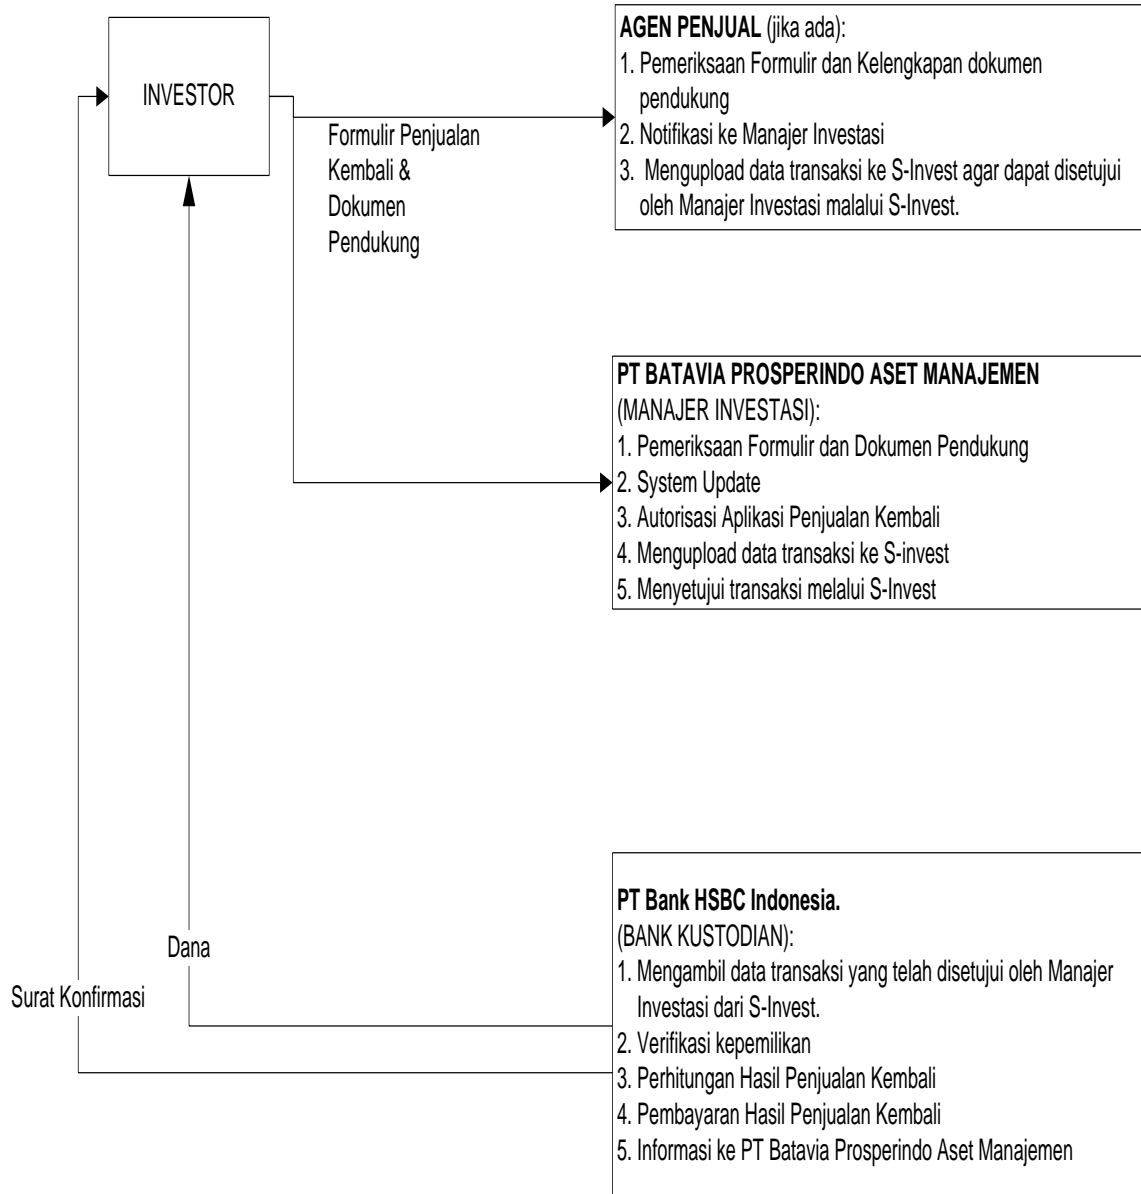 INVESTOR
Formulir Penjualan
Kembali &
Dokumen
Pendukung
AGEN PENJUAL (jika ada):
1. Pemeriksaan Formulir dan Kelengkapan dokumen
pendukung
2. Notifikasi ke Manajer Investasi
3. Mengupload data transaksi ke S-Invest agar dapat disetujui
oleh Manajer Investasi malalui S-Invest.
PT BATAVIA PROSPERINDO ASET MANAJEMEN
(MANAJER INVESTASI):
1. Pemeriksaan Formulir dan Dokumen Pendukung
2. System Update
3. Autorisasi Aplikasi Penjualan Kembali
4. Mengupload data transaksi ke S-invest
5. Menyetujui transaksi melalui S-Invest
PT Bank HSBC Indonesia.
(BANK KUSTODIAN):
1. Mengambil data transaksi yang telah disetujui oleh Manajer
Investasi dari S-Invest.
2. Verifikasi kepemilikan
3. Perhitungan Hasil Penjualan Kembali
4. Pembayaran Hasil Penjualan Kembali
5. Informasi ke PT Batavia Prosperindo Aset Manajemen
Dana
Surat Konfirmasi